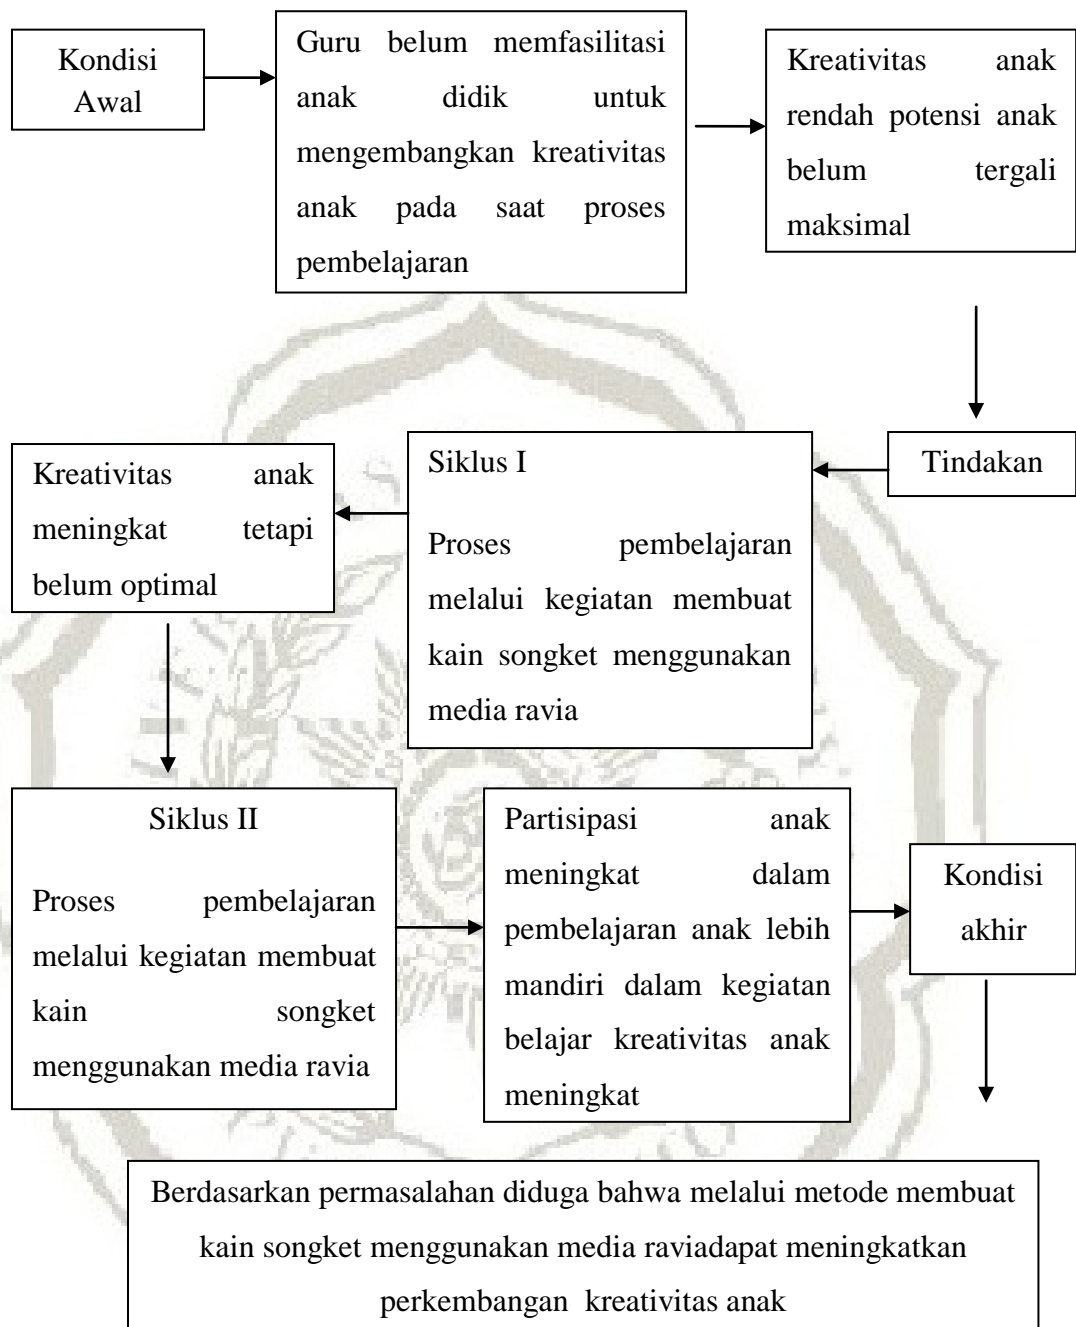 Kondisi
Awal
Guru belum memfasilitasi
anak didik untuk
mengembangkan kreativitas
anak pada saat proses
pembelajaran
Kreativitas anak
rendah potensi anak
belum tergali
maksimal
Tindakan
Siklus I
Proses pembelajaran
melalui kegiatan membuat
kain songket menggunakan
media ravia
Kreativitas anak
meningkat tetapi
belum optimal
Siklus II
Proses pembelajaran
melalui kegiatan membuat
kain songket
menggunakan media ravia
Partisipasi anak
meningkat dalam
pembelajaran anak lebih
mandiri dalam kegiatan
belajar kreativitas anak
meningkat
Kondisi
akhir
Berdasarkan permasalahan diduga bahwa melalui metode membuat
kain songket menggunakan media raviadapat meningkatkan
perkembangan kreativitas anak